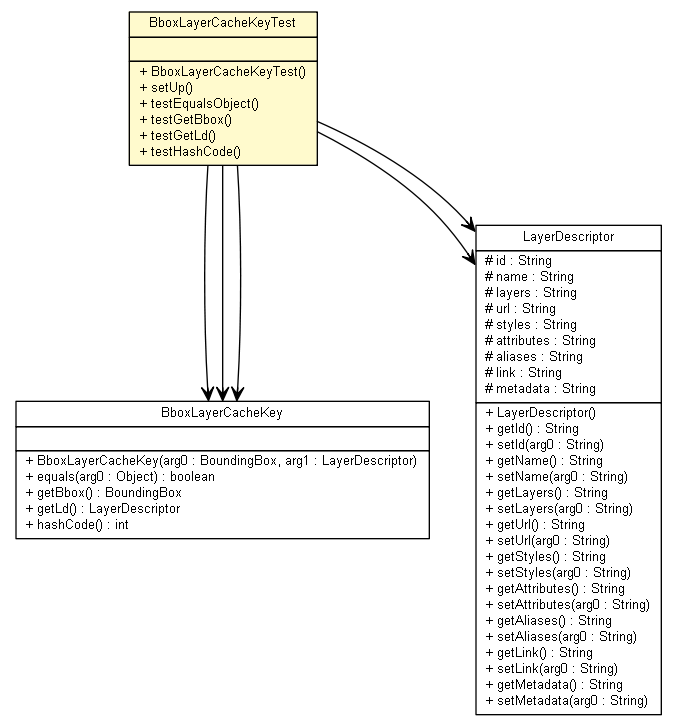 BboxLayerCacheKeyTest
+ BboxLayerCacheKeyTest()
+ setUp()
+ testEqualsObject()
+ testGetBbox()
+ testGetLd()
+ testHashCode()
LayerDescriptor
# id : String
# name : String
# layers : String
# url : String
# styles : String
# attributes : String
# aliases : String
# link : String
# metadata : String
+ LayerDescriptor()
+ getId() : String
+ setId(arg0 : String)
+ getName() : String
+ setName(arg0 : String)
+ getLayers() : String
+ setLayers(arg0 : String)
+ getUrl() : String
+ setUrl(arg0 : String)
+ getStyles() : String
+ setStyles(arg0 : String)
+ getAttributes() : String
+ setAttributes(arg0 : String)
+ getAliases() : String
+ setAliases(arg0 : String)
+ getLink() : String
+ setLink(arg0 : String)
+ getMetadata() : String
+ setMetadata(arg0 : String)
BboxLayerCacheKey
+ BboxLayerCacheKey(arg0 : BoundingBox, arg1 : LayerDescriptor)
+ equals(arg0 : Object) : boolean
+ getBbox() : BoundingBox
+ getLd() : LayerDescriptor
+ hashCode() : int